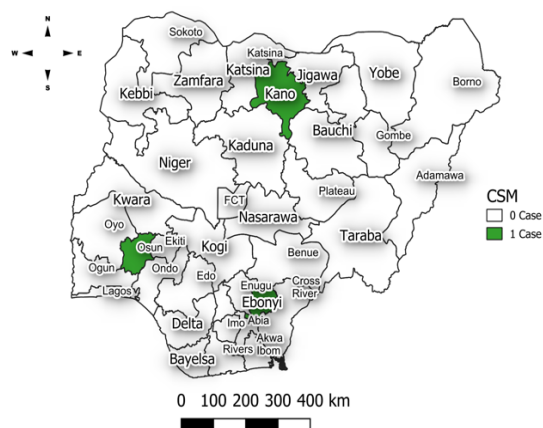 N
W E
S
Sokoto
Katsina
Katsina
Jigawa
Yobe
Borno
Zamfara
Kebbi
Kano
Bauchi
Gombe
Kaduna
Niger
Adamawa
Plateau
FCT
Kwara
Nasarawa
CSM
0 Case
1 Case
Oyo
Taraba
Osun
Ekiti
Kogi
Benue
Ogun
Ondo
Edo
Lagos
Enugu
Cross
River
Ebonyi
Delta
Imo
Abia
Akwa
Ibom
Rivers
Bayelsa
0 100 200 300 400 km